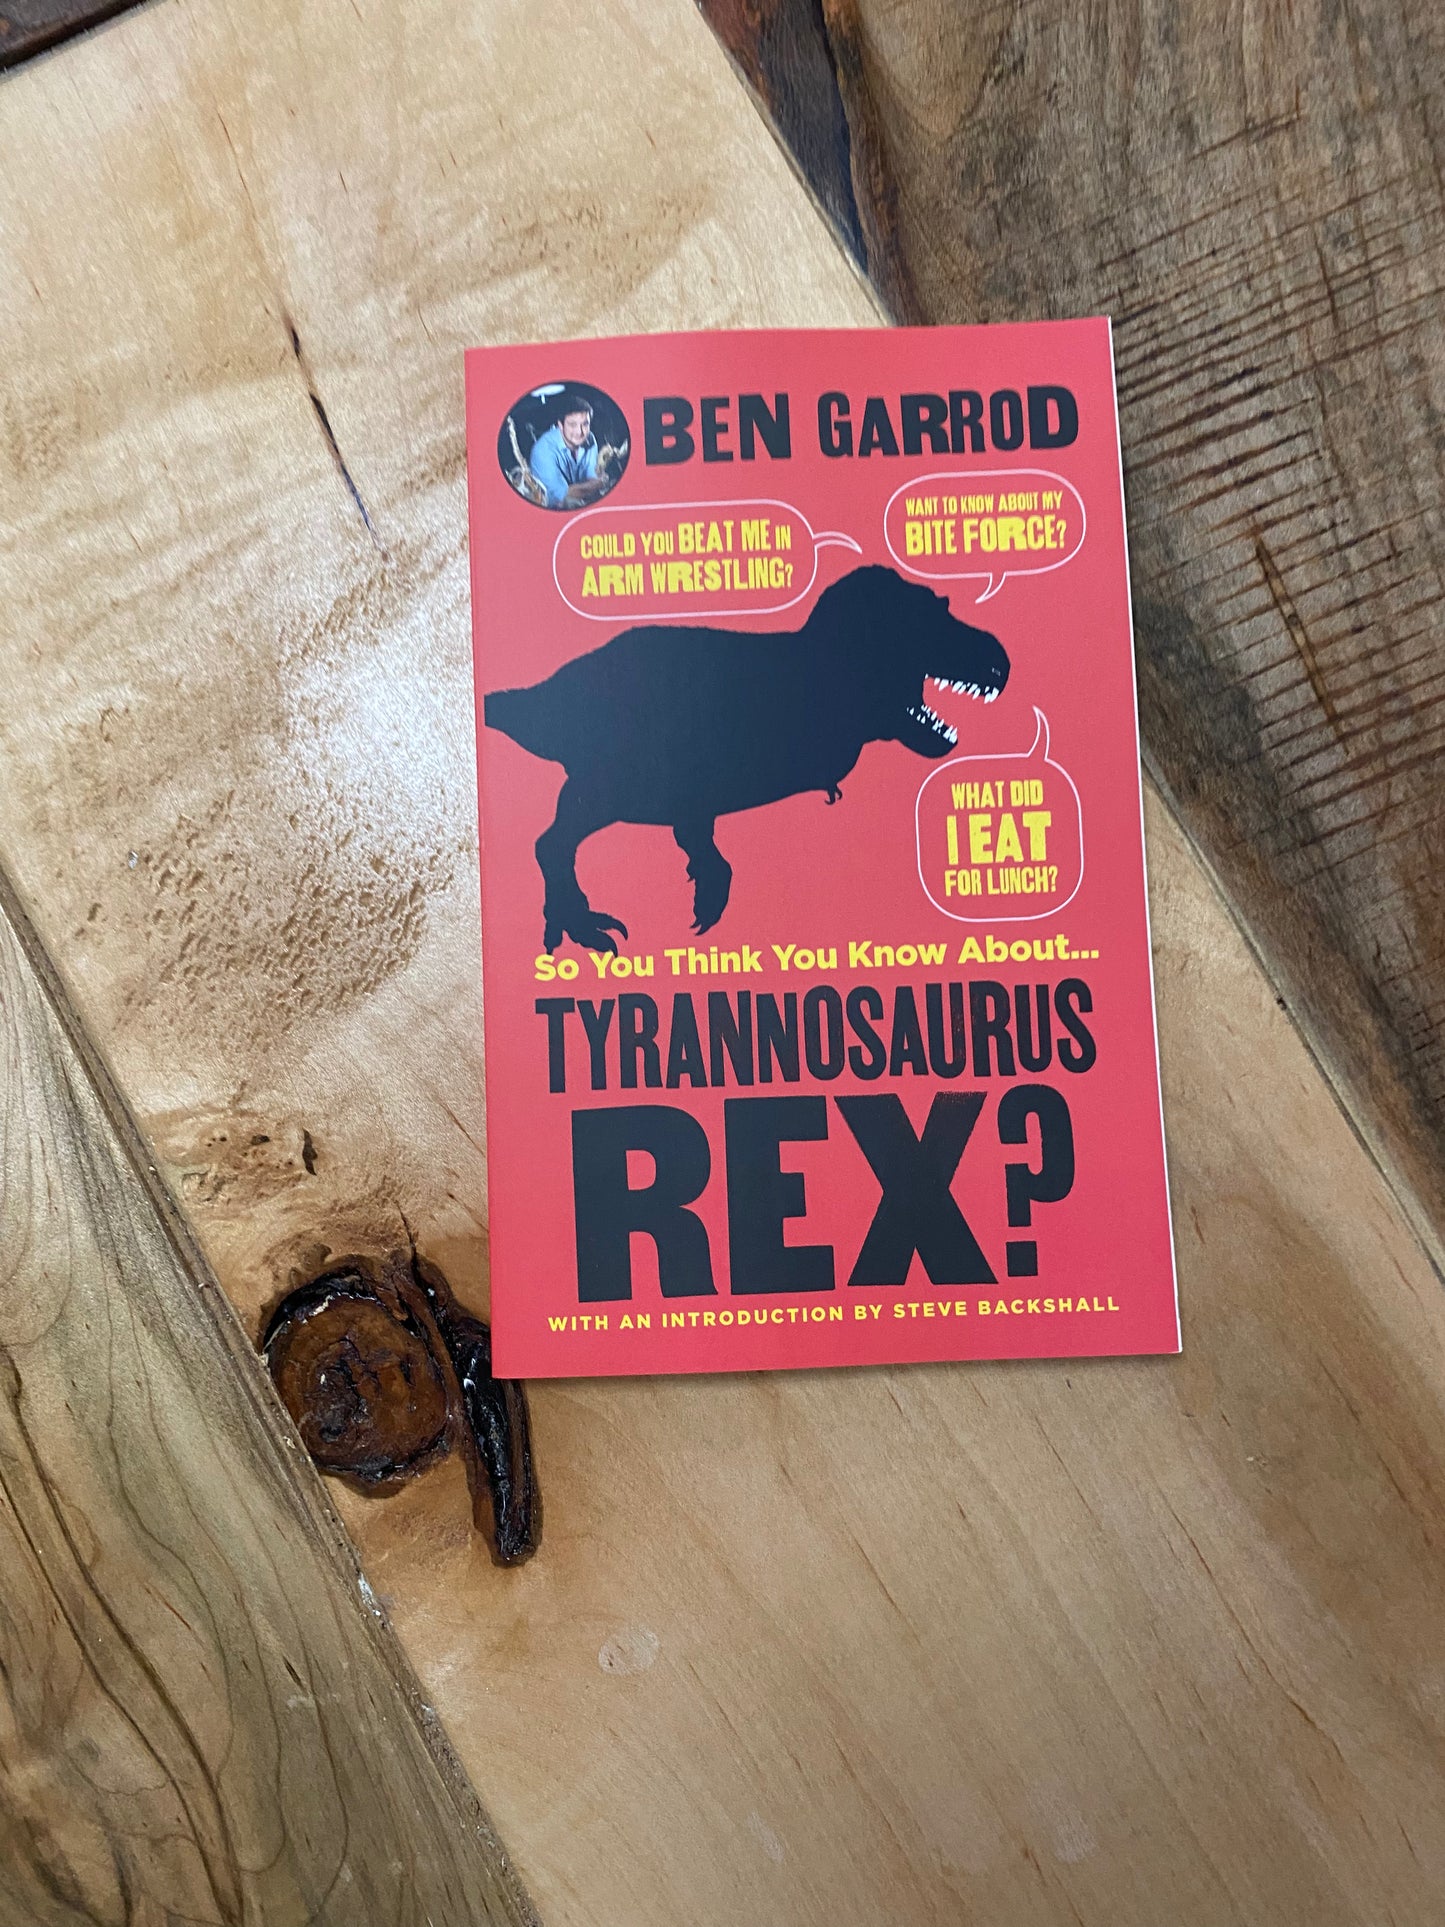 BEN GARROD
COULD YOU BEAT ME IN
ARM WRESTLING?
WANT TO KNOW ABOUT MY
BITE FORCE?
WHAT DID
I EAT
FOR LUNCH?
So You Think You Know About...
TYRANNOSAURUS
REX?
WITH AN INTRODUCTION BY STEVE BACKSHALL